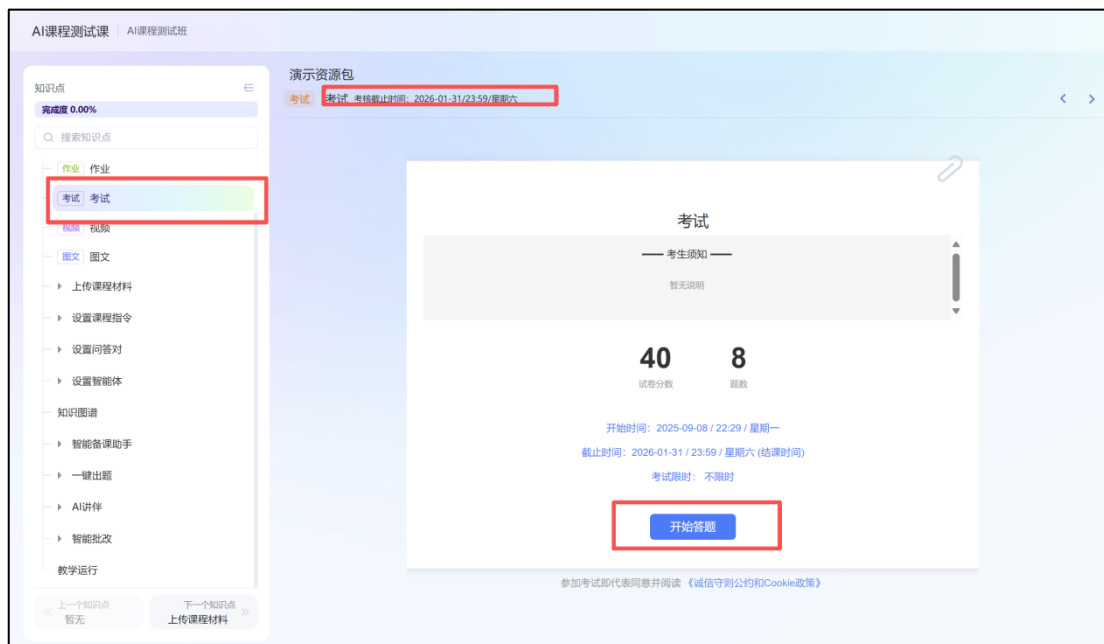 AI课程测试课 AI课程测试班
知识点
完成度 0.00%
搜索知识点
作业 作业
考试 考试
视频 视频
图文 图文
上传课程材料
设置课程指令
设置问答对
设置智能体
知识图谱
智能备课助手
一键出题
AI讲伴
智能批改
教学运行
上一个知识点
暂无
下一个知识点
上传课程材料
演示资源包
考试 考试 考核截止时间：2026-01-31/23:59/星期六
考试
考生须知
暂无说明
40 8
试卷分数 题数
开始时间：2025-09-08 / 22:29 / 星期一
截止时间：2026-01-31 / 23:59 / 星期六 (结课时间)
考试限时： 不限时
开始答题
参加考试即代表同意并阅读 《诚信守则公约和Cookie政策》